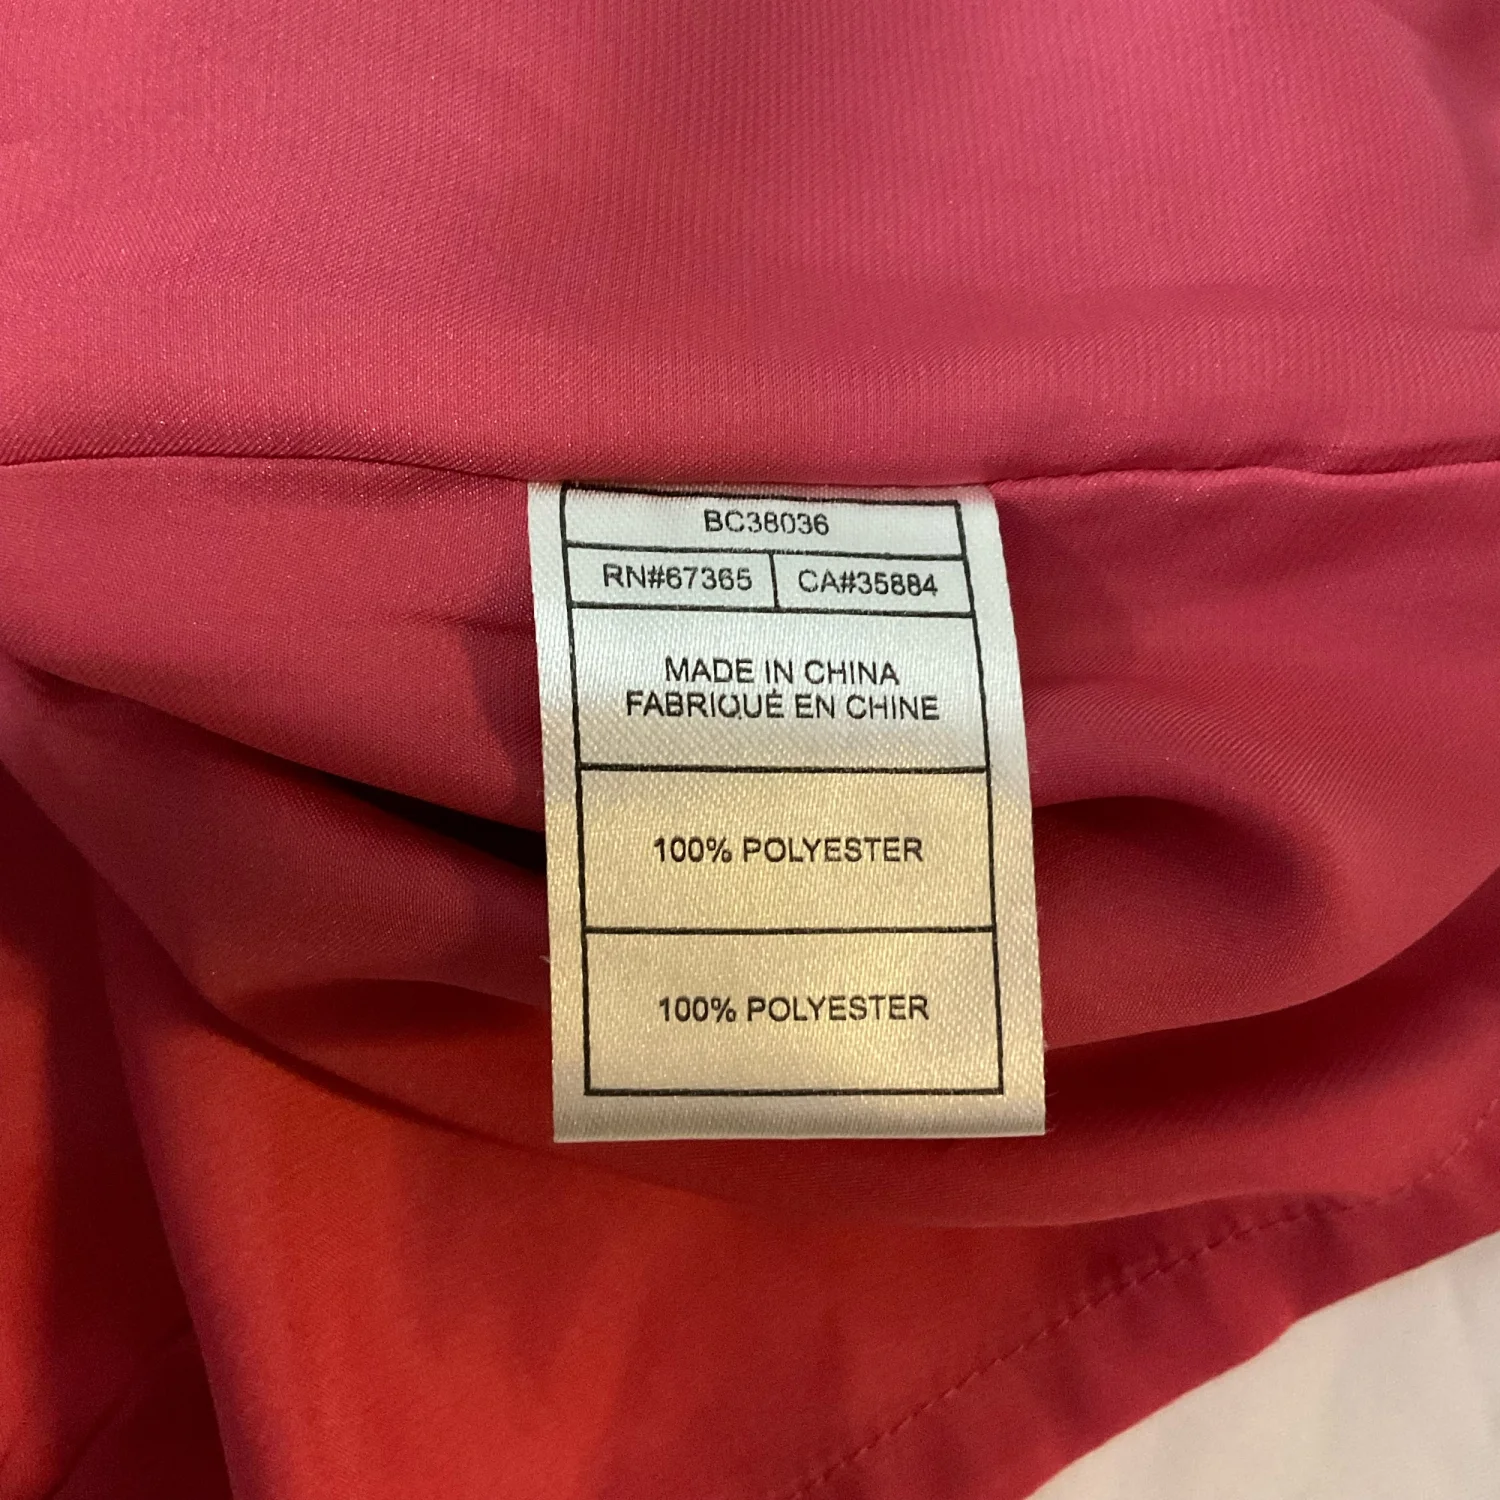 BC38036
RN#67365 CA#35884
MADE IN CHINA
FABRIQUÉ EN CHINE
100% POLYESTER
100% POLYESTER